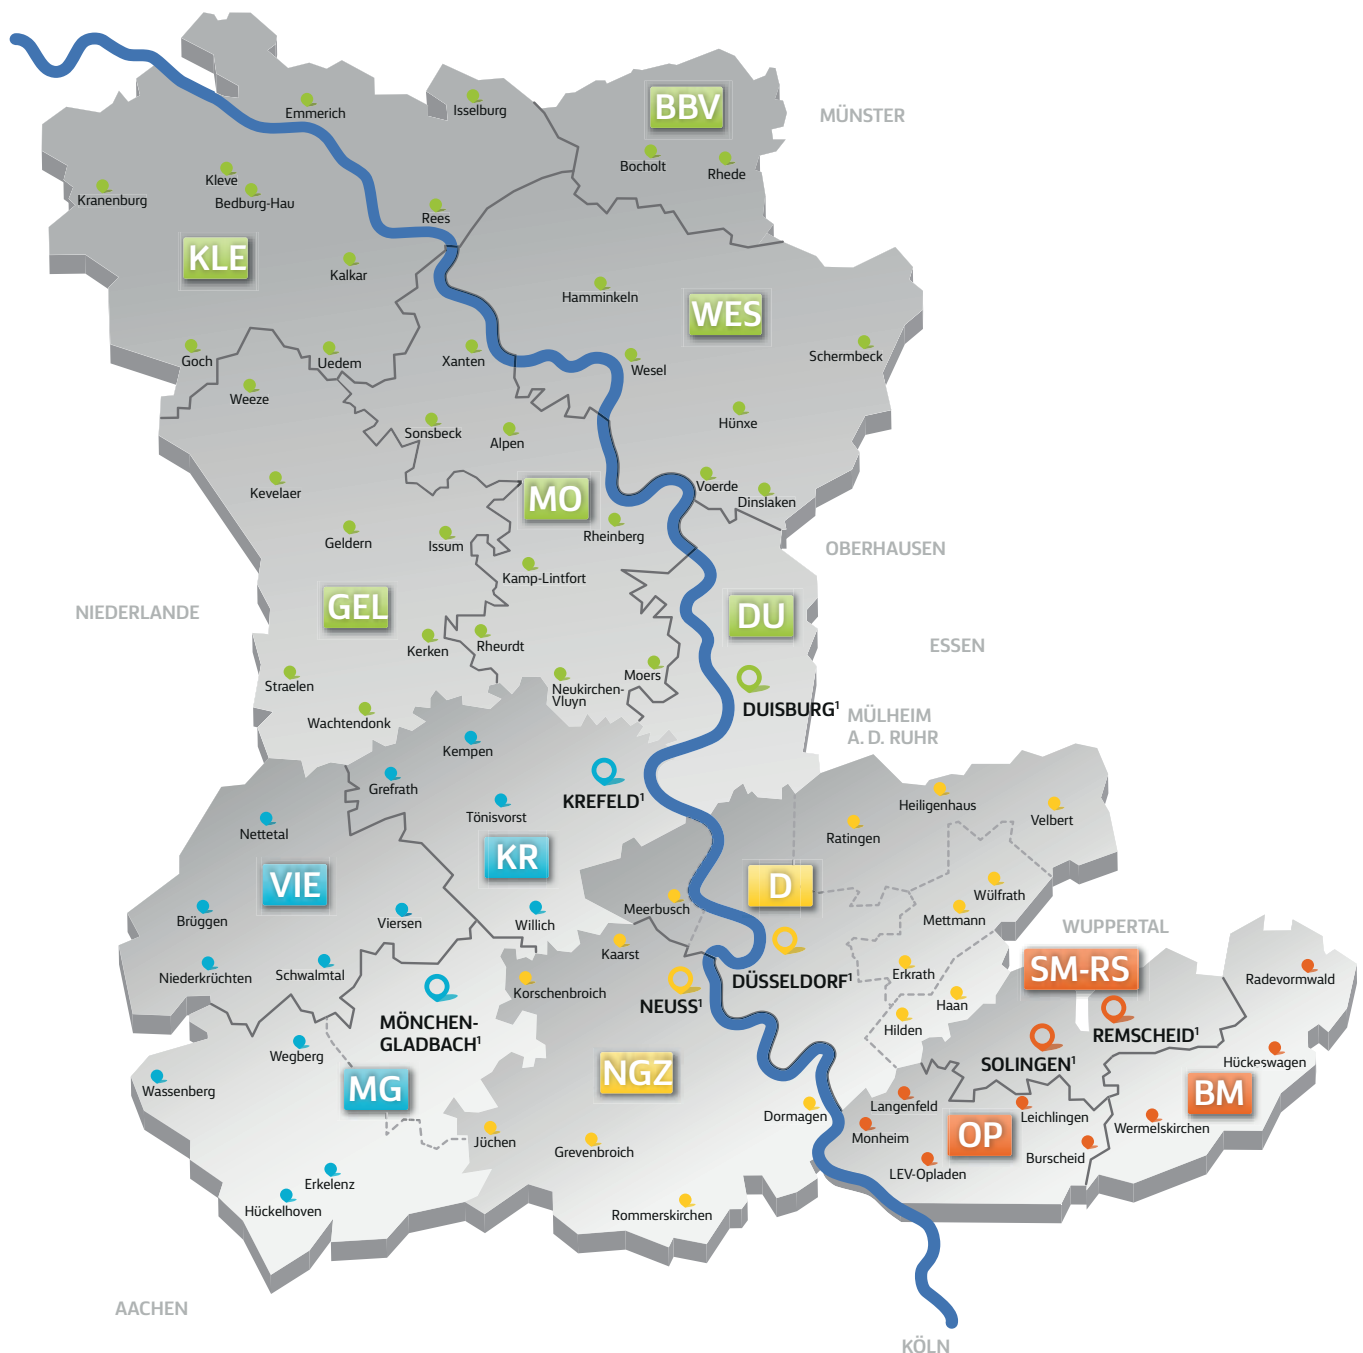 Emmerich
Isselburg
BBV
MÜNSTER
Bocholt
Rhede
Kleve
Kranenburg
Bedburg-Hau
Rees
KLE
Kalkar
Hamminkeln
WES
Goch
Uedem
Xanten
Wesel
Schermbeck
Weeze
Sonsbeck
Alpen
Hünxe
Kevelaer
MO
Voerde
Dinslaken
Geldern
Issum
Rheinberg
OBERHAUSEN
Kamp-Lintfort
NIEDERLANDE
GEL
DU
Kerken
Rheurdt
ESSEN
Straelen
Neukirchen-
Vluyn
Moers
Wachtendonk
DUISBURG¹
MÜLHEIM
A. D. RUHR
Kempen
Grefrath
KREFELD¹
Tönisvorst
Nettetal
Heiligenhaus
Velbert
Ratingen
KR
VIE
D
Brüggen
Viersen
Willich
Meerbusch
Wülfrath
Mettmann
WUPPERTAL
Kaarst
Niederkrüchten
Schwalmtal
Korschenbroich
NEUSS¹
DÜSSELDORF¹
Erkrath
SM-RS
Radevormwald
Haan
Hilden
MÖNCHEN-
GLADBACH¹
REMSCHEID¹
SOLINGEN¹
Wegberg
Hückeswagen
Wassenberg
MG
NGZ
BM
Dormagen
Langenfeld
Leichlingen
Monheim
OP
Wermelskirchen
Jüchen
Grevenbroich
Burscheid
LEV-Opladen
Erkelenz
Hückelhoven
Rommerskirchen
AACHEN
KÖLN